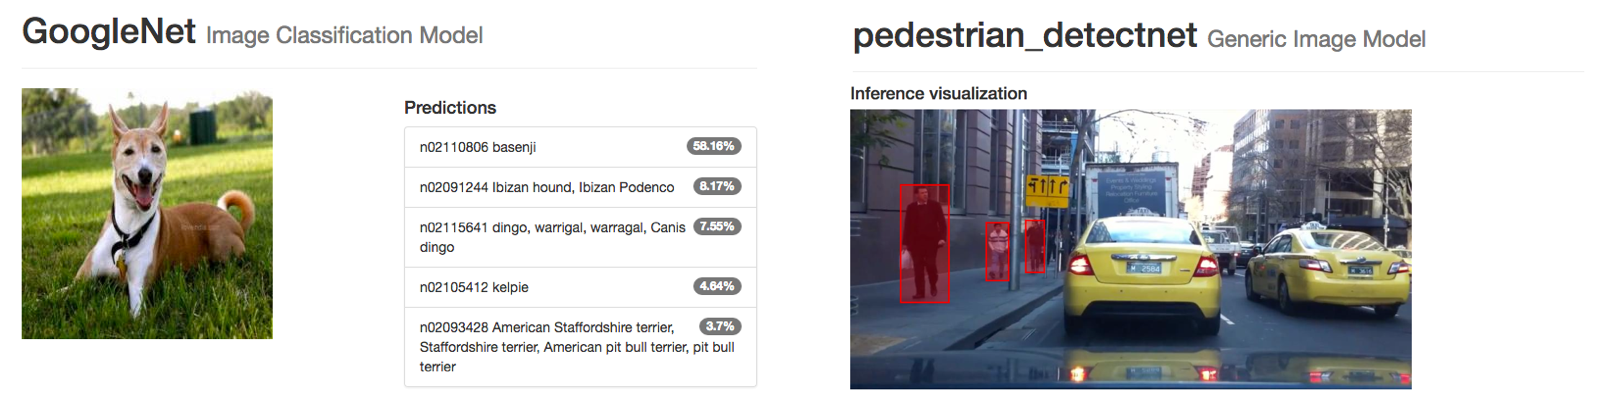 GoogleNet Image Classification Model
Predictions
n02110806 basenji 58.16%
n02091244 Ibizan hound, Ibizan Podenco 8.17%
n02115641 dingo, warrigal, warragal, Canis 7.55%
dingo
n02105412 kelpie 4.64%
n02093428 American Staffordshire terrier, 3.7%
Staffordshire terrier, American pit bull terrier, pit bull
terrier
pedestrian_detectnet Generic Image Model
Inference visualization